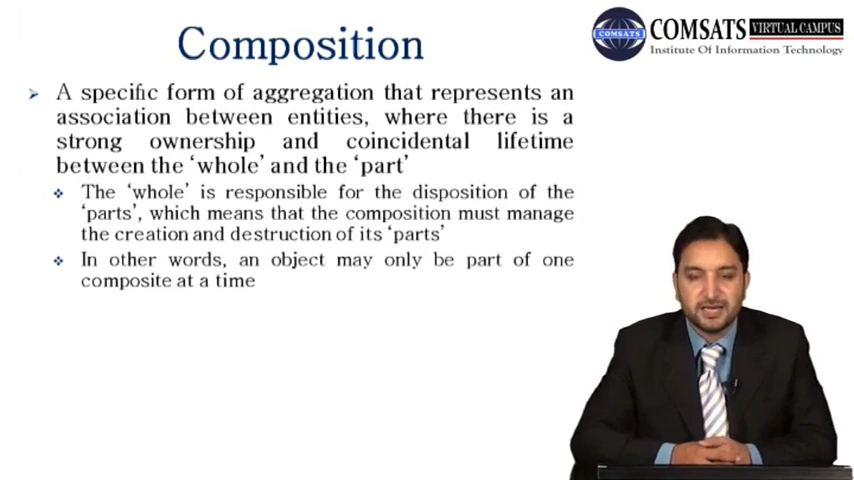 Composition
COMSATS
COMSATS VIRTUAL CAMPUS
Institute Of Information Technology
➢ A specific form of aggregation that represents an
association between entities, where there is a
strong ownership and coincidental lifetime
between the ‘whole’ and the ‘part’
❖ The ‘whole’ is responsible for the disposition of the
‘parts’, which means that the composition must manage
the creation and destruction of its ‘parts’
❖ In other words, an object may only be part of one
composite at a time